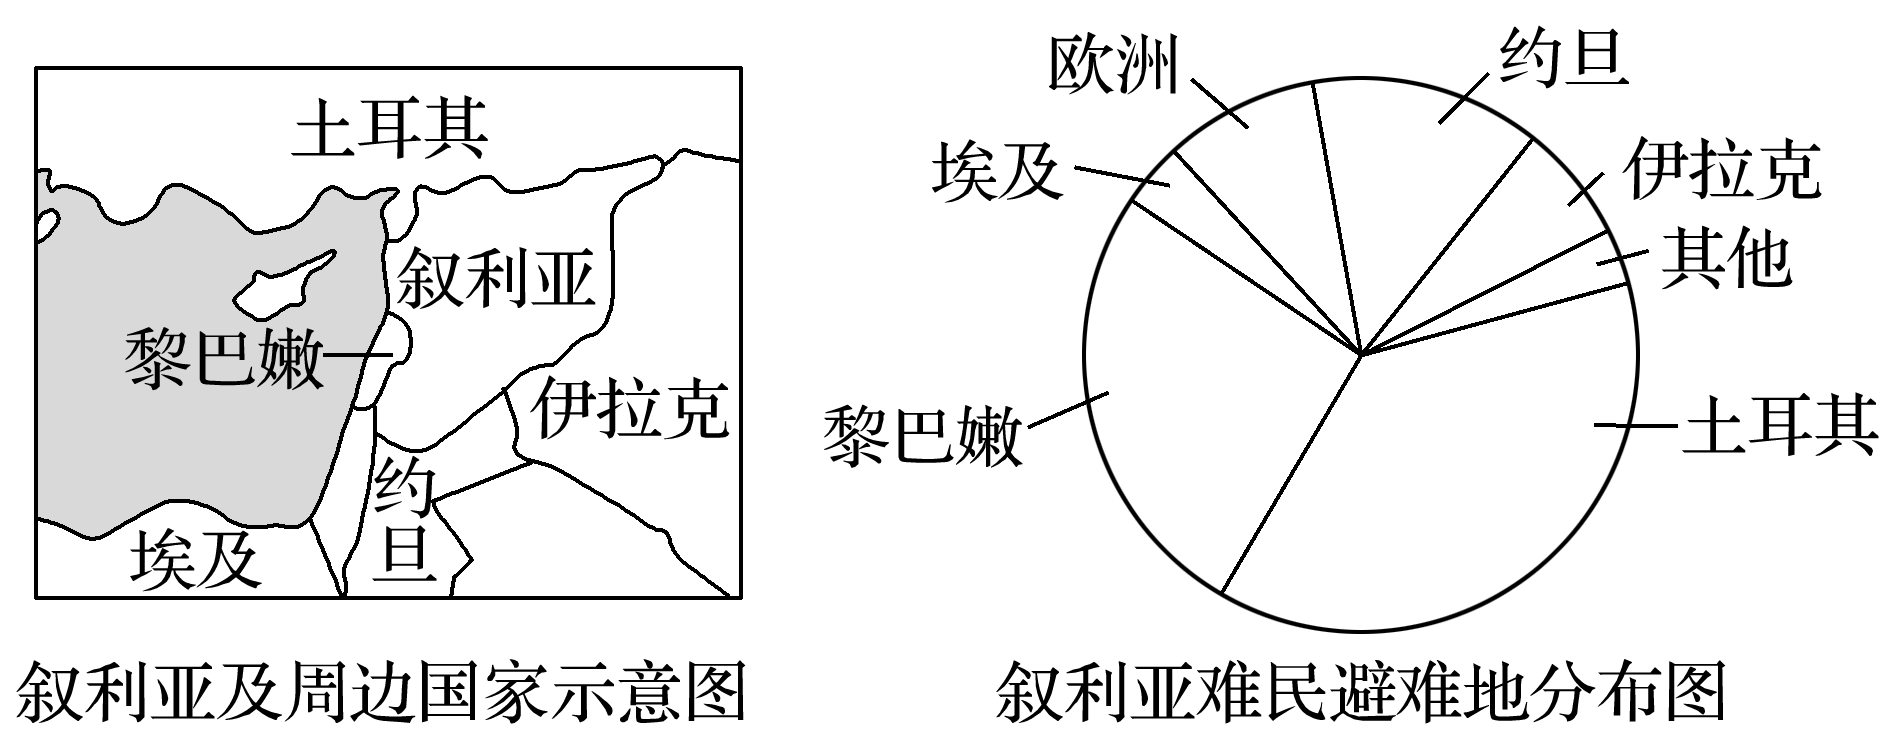 土耳其
叙利亚
黎巴嫩
伊拉克
约旦
埃及
叙利亚及周边国家示意图
欧洲
约旦
埃及
伊拉克
其他
黎巴嫩
土耳其
叙利亚难民避难地分布图